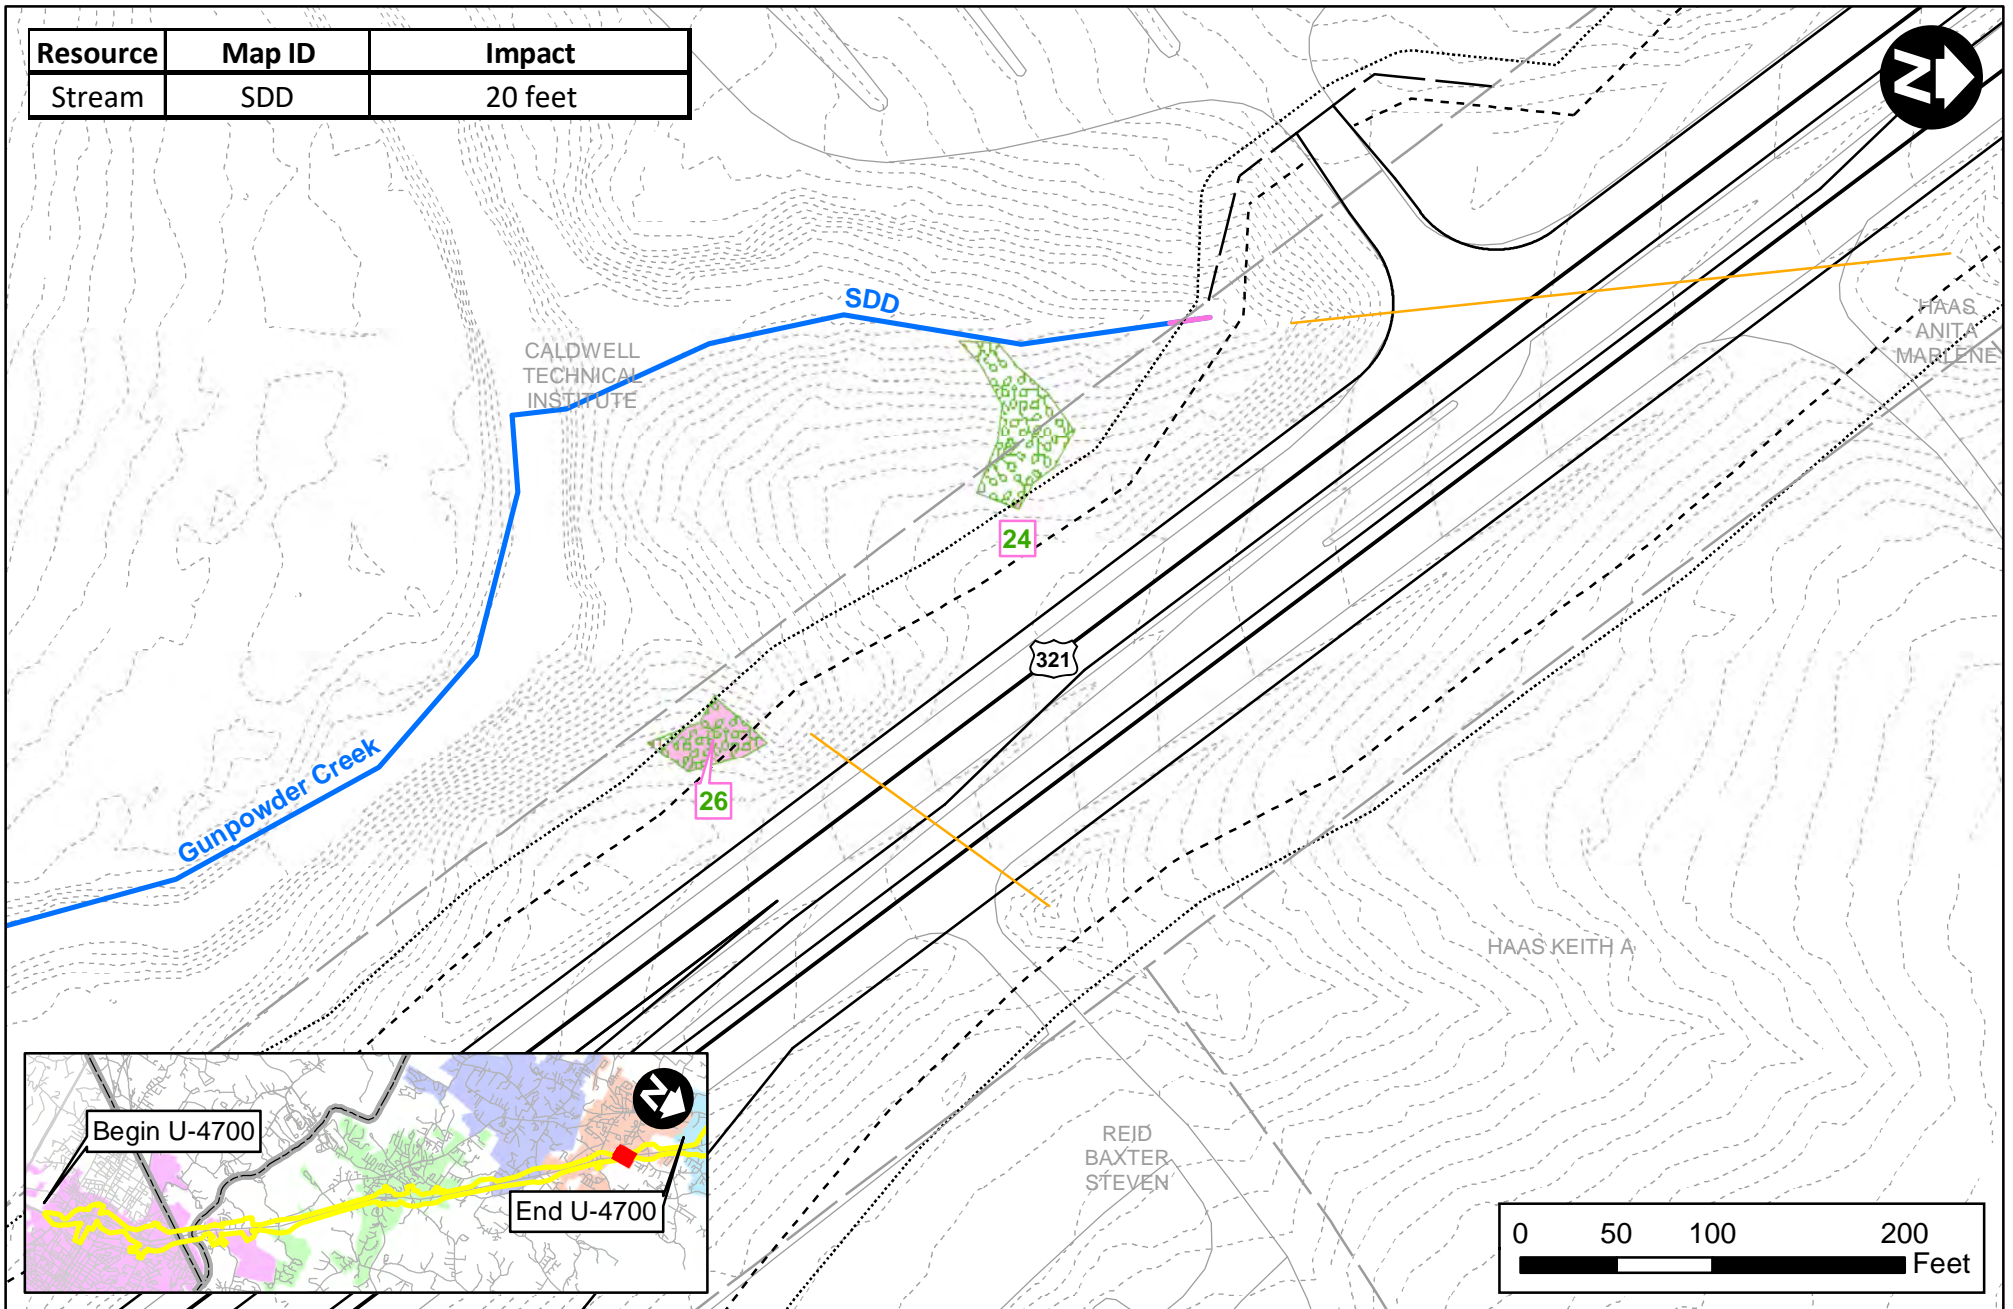 Resource Map ID Impact
Stream SDD 20 feet
N
SDD
CALDWELL
TECHNICAL
INSTITUTE
HAAS
ANITA
MARLENE
24
321
26
Gunpowder Creek
HAAS KEITH A
REID
BAXTER
STEVEN
N
Begin U-4700
End U-4700
0 50 100 200
Feet